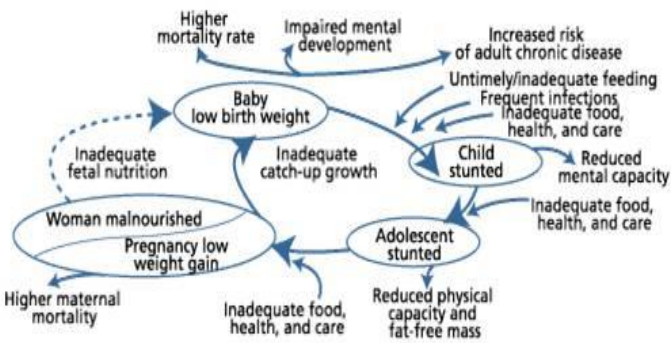 Higher
mortality rate
Impaired mental
development
Increased risk
of adult chronic disease
Untimely/inadequate feeding
Frequent infections
Inadequate food,
health, and care
Baby
low birth weight
Inadequate
fetal nutrition
Inadequate
catch-up growth
Child
stunted
Reduced
mental capacity
Inadequate food,
health, and care
Woman malnourished
Pregnancy low
weight gain
Adolescent
stunted
Higher maternal
mortality
Inadequate food,
health, and care
Reduced physical
capacity and
fat-free mass